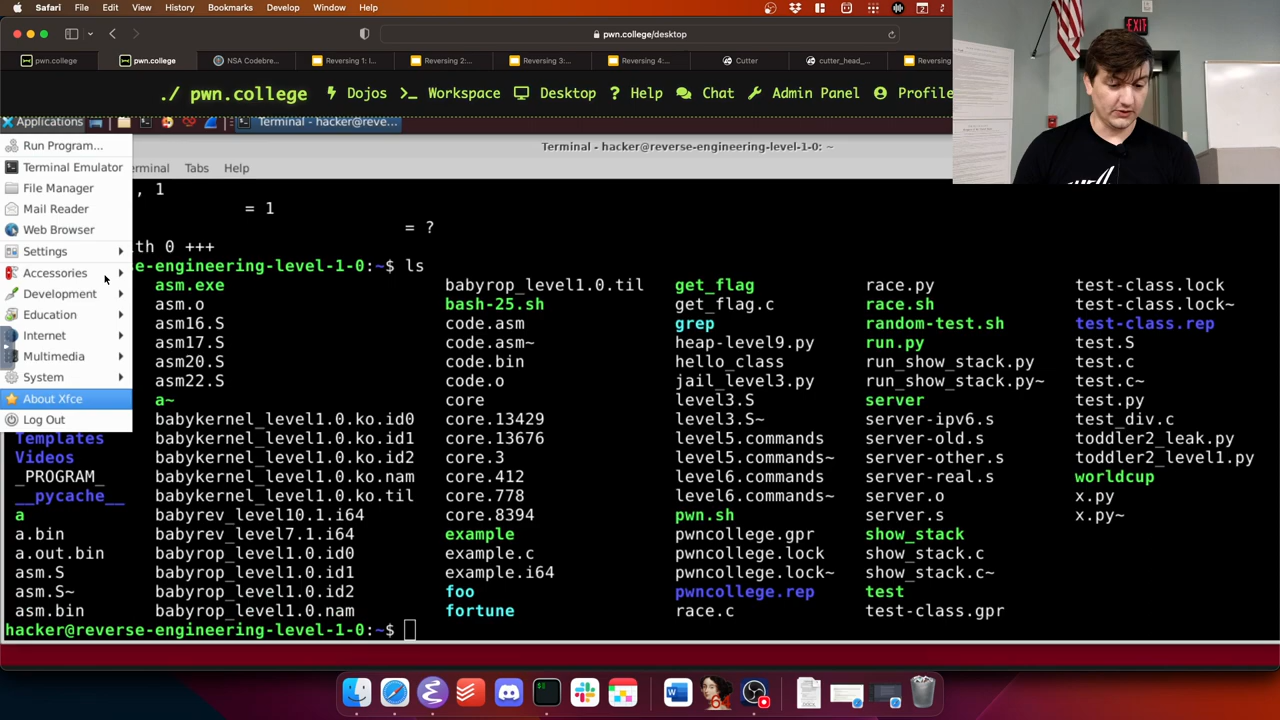 Safari File Edit View History Bookmarks Develop Window Help
pwn.college/desktop
pwn.college
pwn.college
NSA Codebre...
Reversing 1: I...
Reversing 2:...
Reversing 3:...
Reversing 4:...
Cutter
cutter_head_...
Reversing
./ pwn.college Dojos Workspace Desktop ? Help Chat Admin Panel Profile
EXIT
Applications
Terminal - hacker@reve...
Terminal - hacker@reverse-engineering-level-1-0: ~
Run Program...
Terminal Emulator
File Manager
Mail Reader
Web Browser
Settings
Accessories
Development
Education
Internet
Multimedia
System
About Xfce
Log Out
erminal Tabs Help
, 1
= 1
= ?
th 0 +++
se-engineering-level-1-0:~$ ls
asm.exe babyrop_level1.0.til get_flag race.py test-class.lock
asm.o bash-25.sh get_flag.c race.sh test-class.lock~
asm16.S code.asm grep random-test.sh test-class.rep
asm17.S code.asm~ heap-level9.py run.py test.S
asm20.S code.bin hello_class run_show_stack.py test.c
asm22.S code.o jail_level3.py run_show_stack.py~ test.c~
a~ core level3.S server test.py
babykernel_level1.0.ko.id0 core.13429 level3.S~ server-ipv6.s test_div.c
Templates babykernel_level1.0.ko.id1 core.13676 level5.commands server-old.s toddler2_leak.py
Videos babykernel_level1.0.ko.id2 core.3 level5.commands~ server-other.s toddler2_level1.py
_PROGRAM_ babykernel_level1.0.ko.nam core.412 level6.commands server-real.s worldcup
__pycache__ babykernel_level1.0.ko.til core.778 level6.commands~ server.o x.py
a babyrev_level10.1.i64 core.8394 pwn.sh server.s x.py~
a.bin babyrev_level7.1.i64 example pwncollege.gpr show_stack
a.out.bin babyrop_level1.0.id0 example.c pwncollege.lock show_stack.c
asm.S babyrop_level1.0.id1 example.i64 pwncollege.lock~ show_stack.c~
asm.S~ babyrop_level1.0.id2 foo pwncollege.rep test
asm.bin babyrop_level1.0.nam fortune race.c test-class.gpr
hacker@reverse-engineering-level-1-0:~$